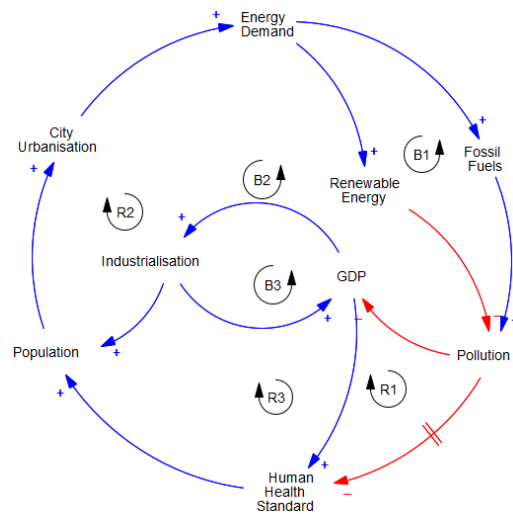 Energy
Demand
+
City
Urbanisation
+
+
+
Fossil
Fuels
B1
B2
Renewable
Energy
R2
+
Industrialisation
B3
GDP
+
–
–
+
Population
+
Pollution
R3
R1
+
+
Human
Health
Standard
–